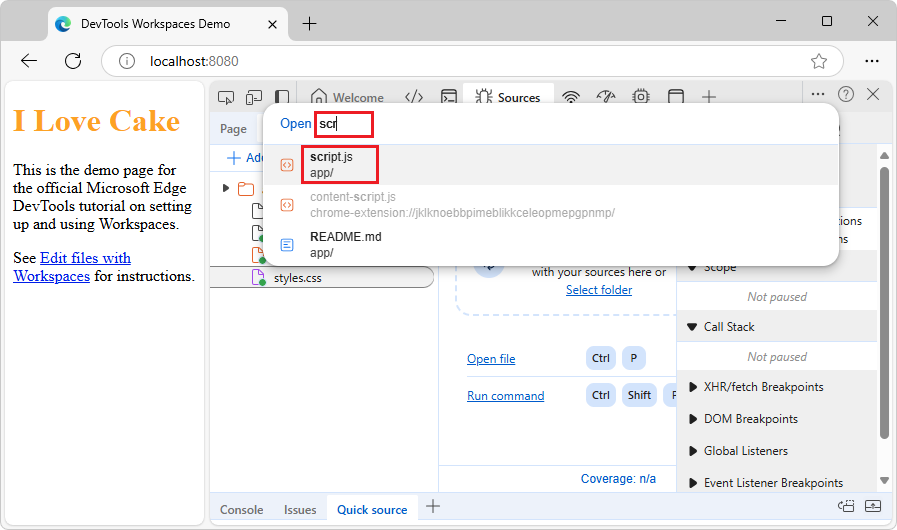 DevTools Workspaces Demo
localhost:8080
I Love Cake
This is the demo page for
the official Microsoft Edge
DevTools tutorial on setting
up and using Workspaces.
See Edit files with
Workspaces for instructions.
Welcome
Sources
Page
Open scr
script.js
app/
content-script.js
chrome-extension://jklknoebbpimeblikkceleopmepgpnmp/
README.md
app/
styles.css
with your sources here or
Select folder
Open file
Ctrl
P
Run command
Ctrl
Shift
Coverage: n/a
Scope
Not paused
Call Stack
Not paused
XHR/fetch Breakpoints
DOM Breakpoints
Global Listeners
Event Listener Breakpoints
Console
Issues
Quick source